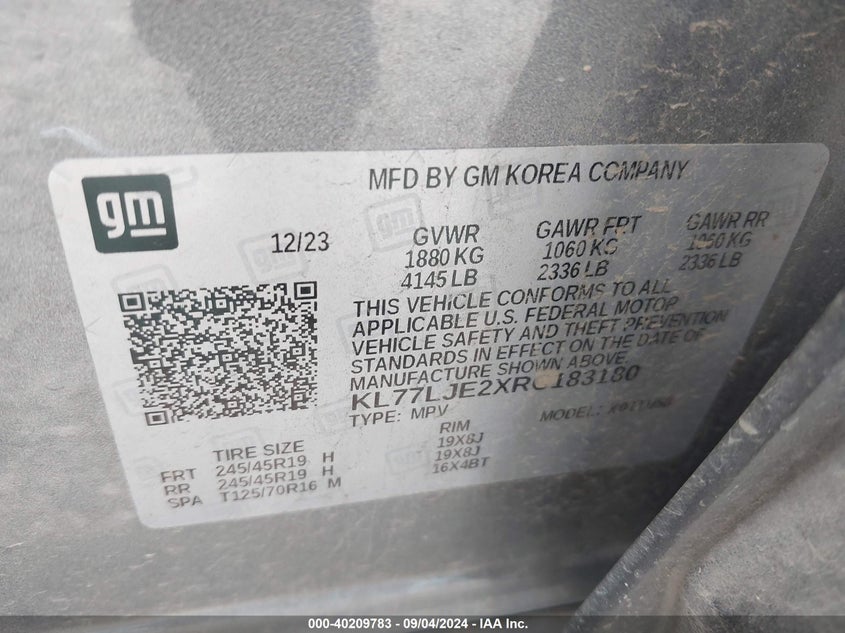 gm
MFD BY GM KOREA COMPANY
12/23
GVWR GAWR FRT GAWR RR
1880 KG 1060 KG 1060 KG
4145 LB 2336 LB 2336 LB
THIS VEHICLE CONFORMS TO ALL
APPLICABLE U.S. FEDERAL MOTOR
VEHICLE SAFETY AND THEFT PREVENTION
STANDARDS IN EFFECT ON THE DATE OF
MANUFACTURE SHOWN ABOVE.
KL77LJE2XRC183180
TYPE: MPV MODEL:
TIRE SIZE RIM
FRT 245/45R19 H 19X8J
RR 245/45R19 H 19X8J
SPA T125/70R16 M 16X4BT
000-40209783 - 09/04/2024 - IAA Inc.